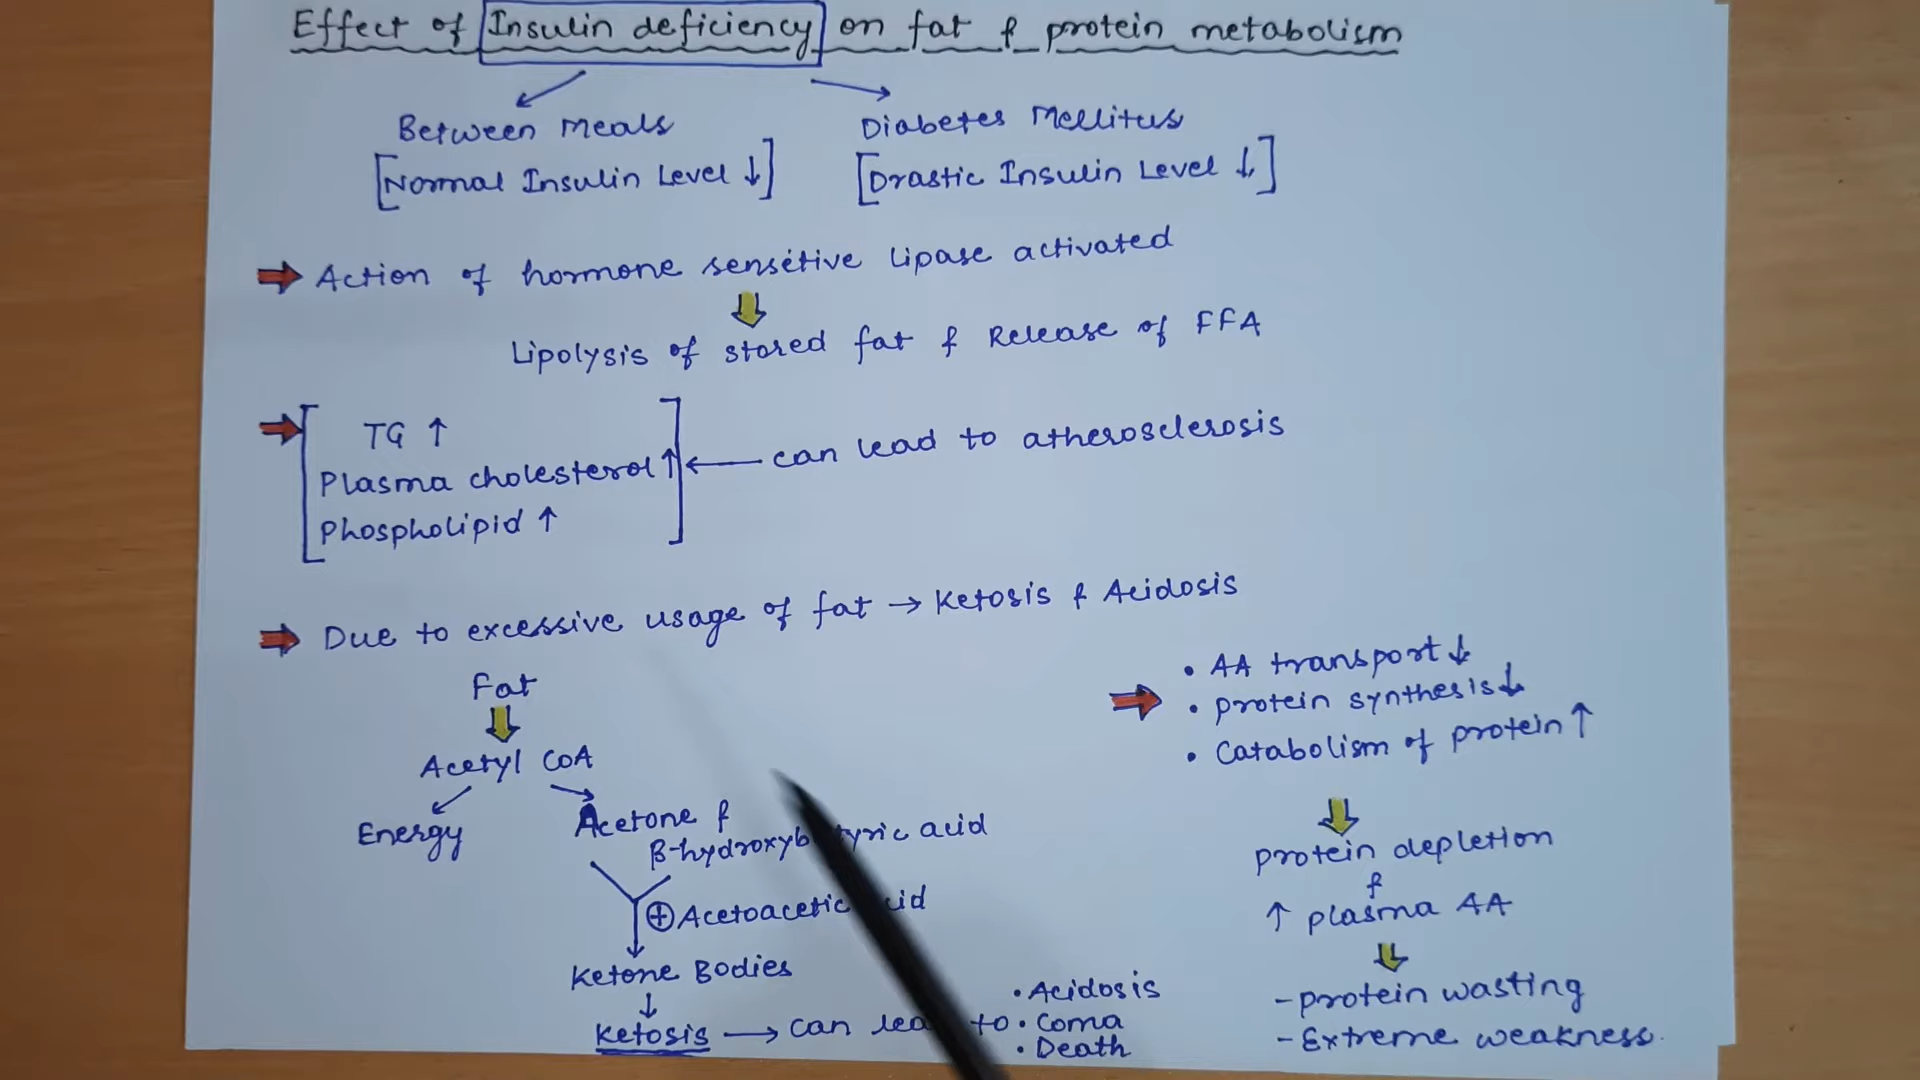 Effect of Insulin deficiency on fat & protein metabolism
Between Meals
[Normal Insulin Level ↓]
Diabetes Mellitus
[Drastic Insulin Level ↓]
Action of hormone sensitive Lipase activated
Lipolysis of stored fat & Release of FFA
TG ↑
Plasma cholesterol ↑
Phospholipid ↑
can lead to atherosclerosis
Due to excessive usage of fat → Ketosis & Acidosis
Fat
Acetyl CoA
Energy
Acetone &
β-hydroxybutyric acid
⊕ Acetoacetic acid
Ketone Bodies
Ketosis → can lead to
• Acidosis
• Coma
• Death
• AA transport ↓
• Protein synthesis ↓
• Catabolism of protein ↑
Protein depletion
&
↑ plasma AA
- Protein wasting
- Extreme weakness.